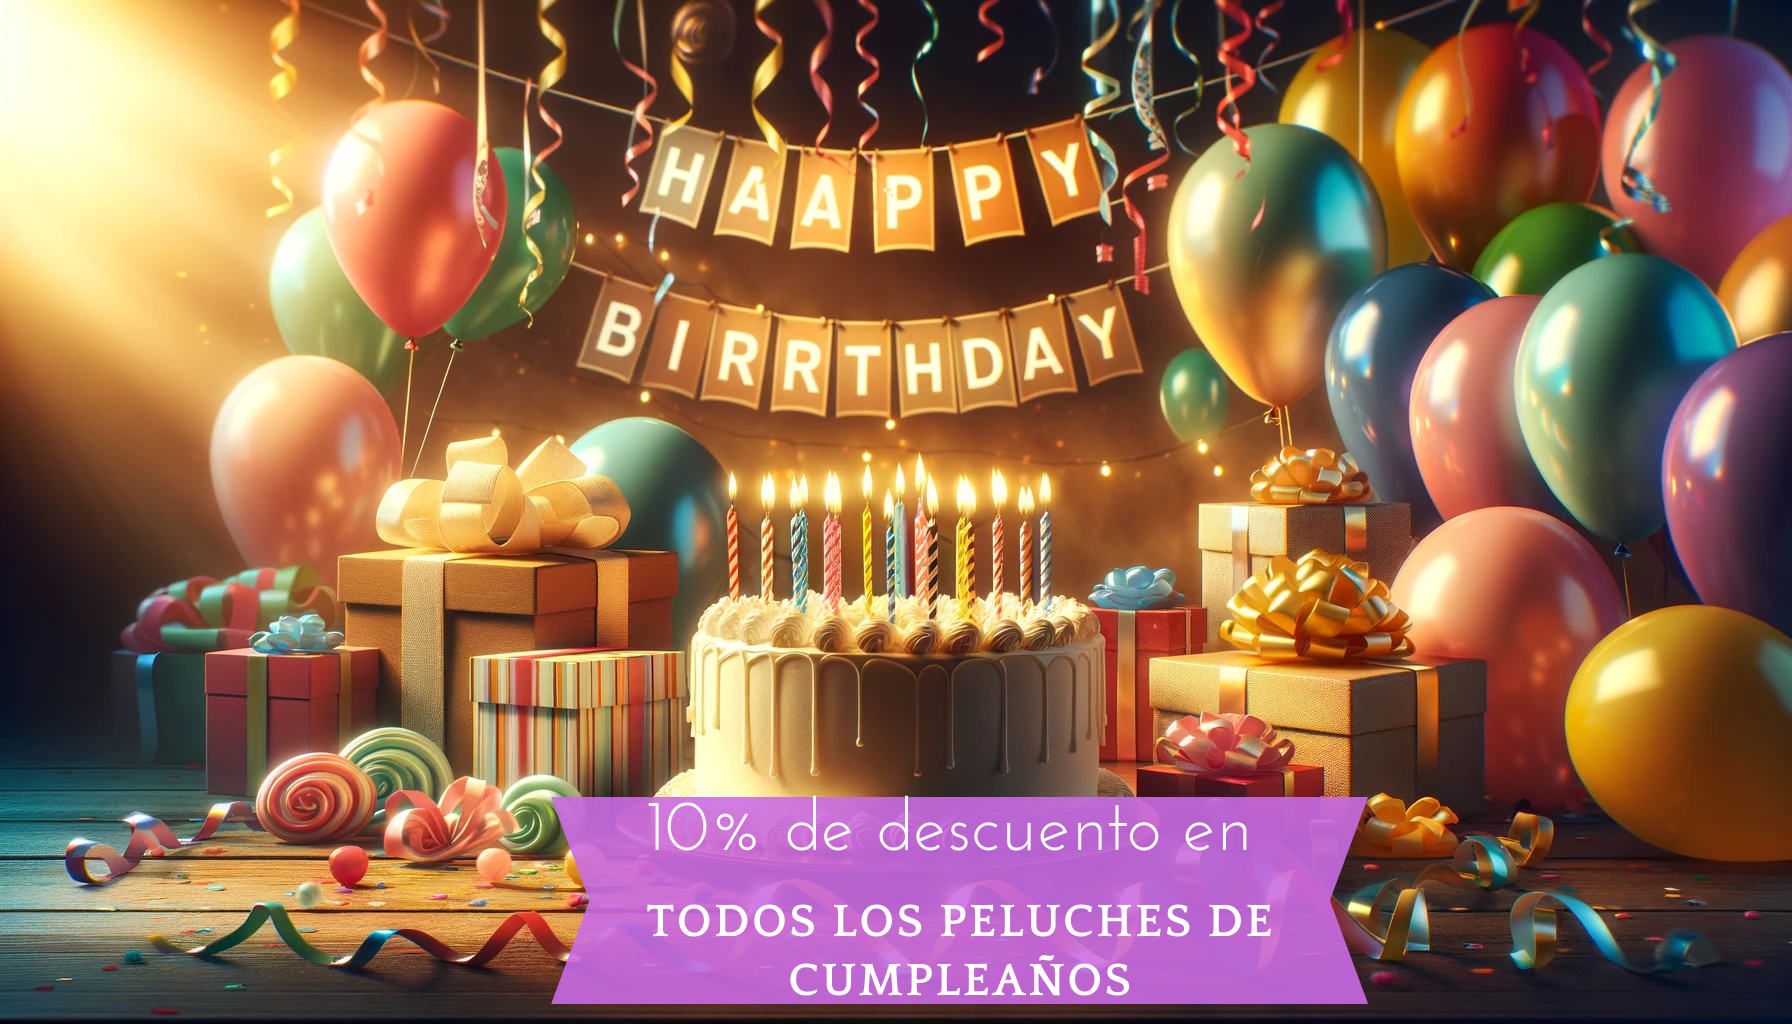 HAAPPY
BIRRTHDAY
10% de descuento en
TODOS LOS PELUCHES DE
CUMPLEAÑOS